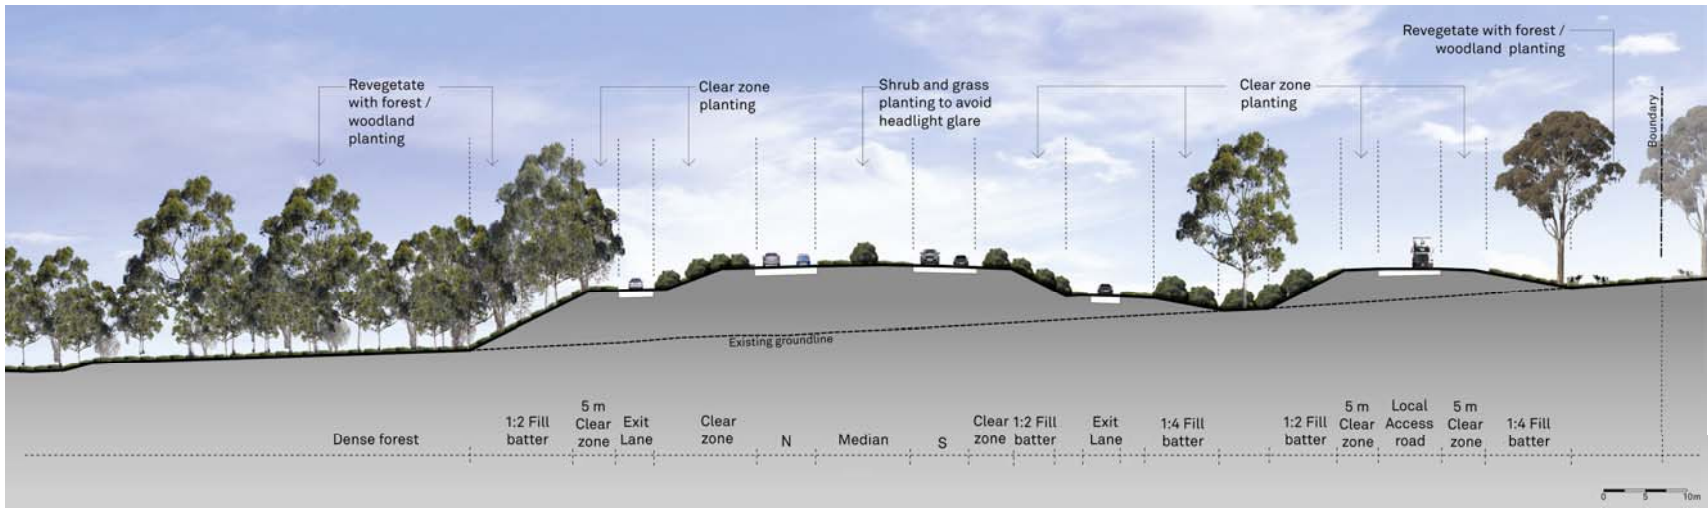 Revegetate with forest /
woodland planting
Revegetate
with forest /
woodland
planting
Clear zone
planting
Shrub and grass
planting to avoid
headlight glare
Clear zone
planting
Boundary
Existing groundline
Dense forest
1:2 Fill
batter
5 m
Clear
zone
Exit
Lane
Clear
zone
N
Median
S
Clear
zone
1:2 Fill
batter
Exit
Lane
1:4 Fill
batter
1:2 Fill
batter
5 m
Clear
zone
Local
Access
road
5 m
Clear
zone
1:4 Fill
batter
0 5 10m